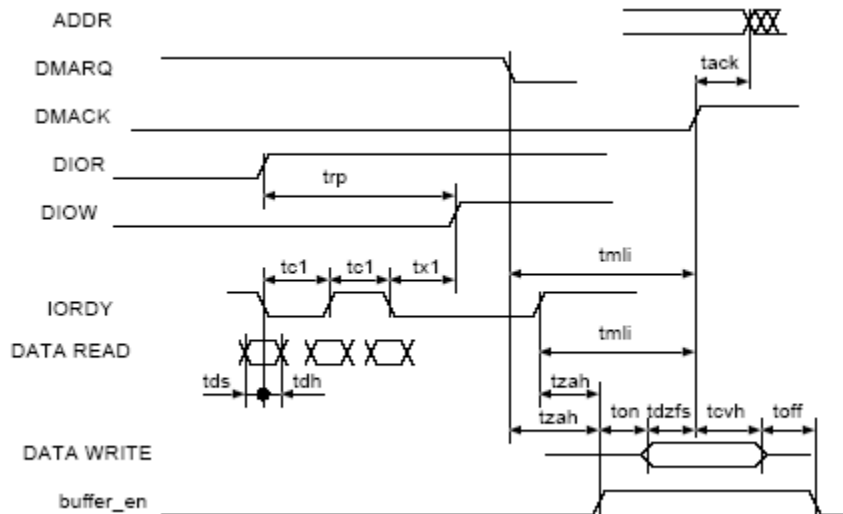 ADDR
DMARQ
tack
DMACK
DIOR
trp
DIOW
tc1 tc1 tx1 tmli
IORDY
DATA READ tmli
tds tdh tzah
tzah ton tdzfs tcvh toff
DATA WRITE
buffer_en